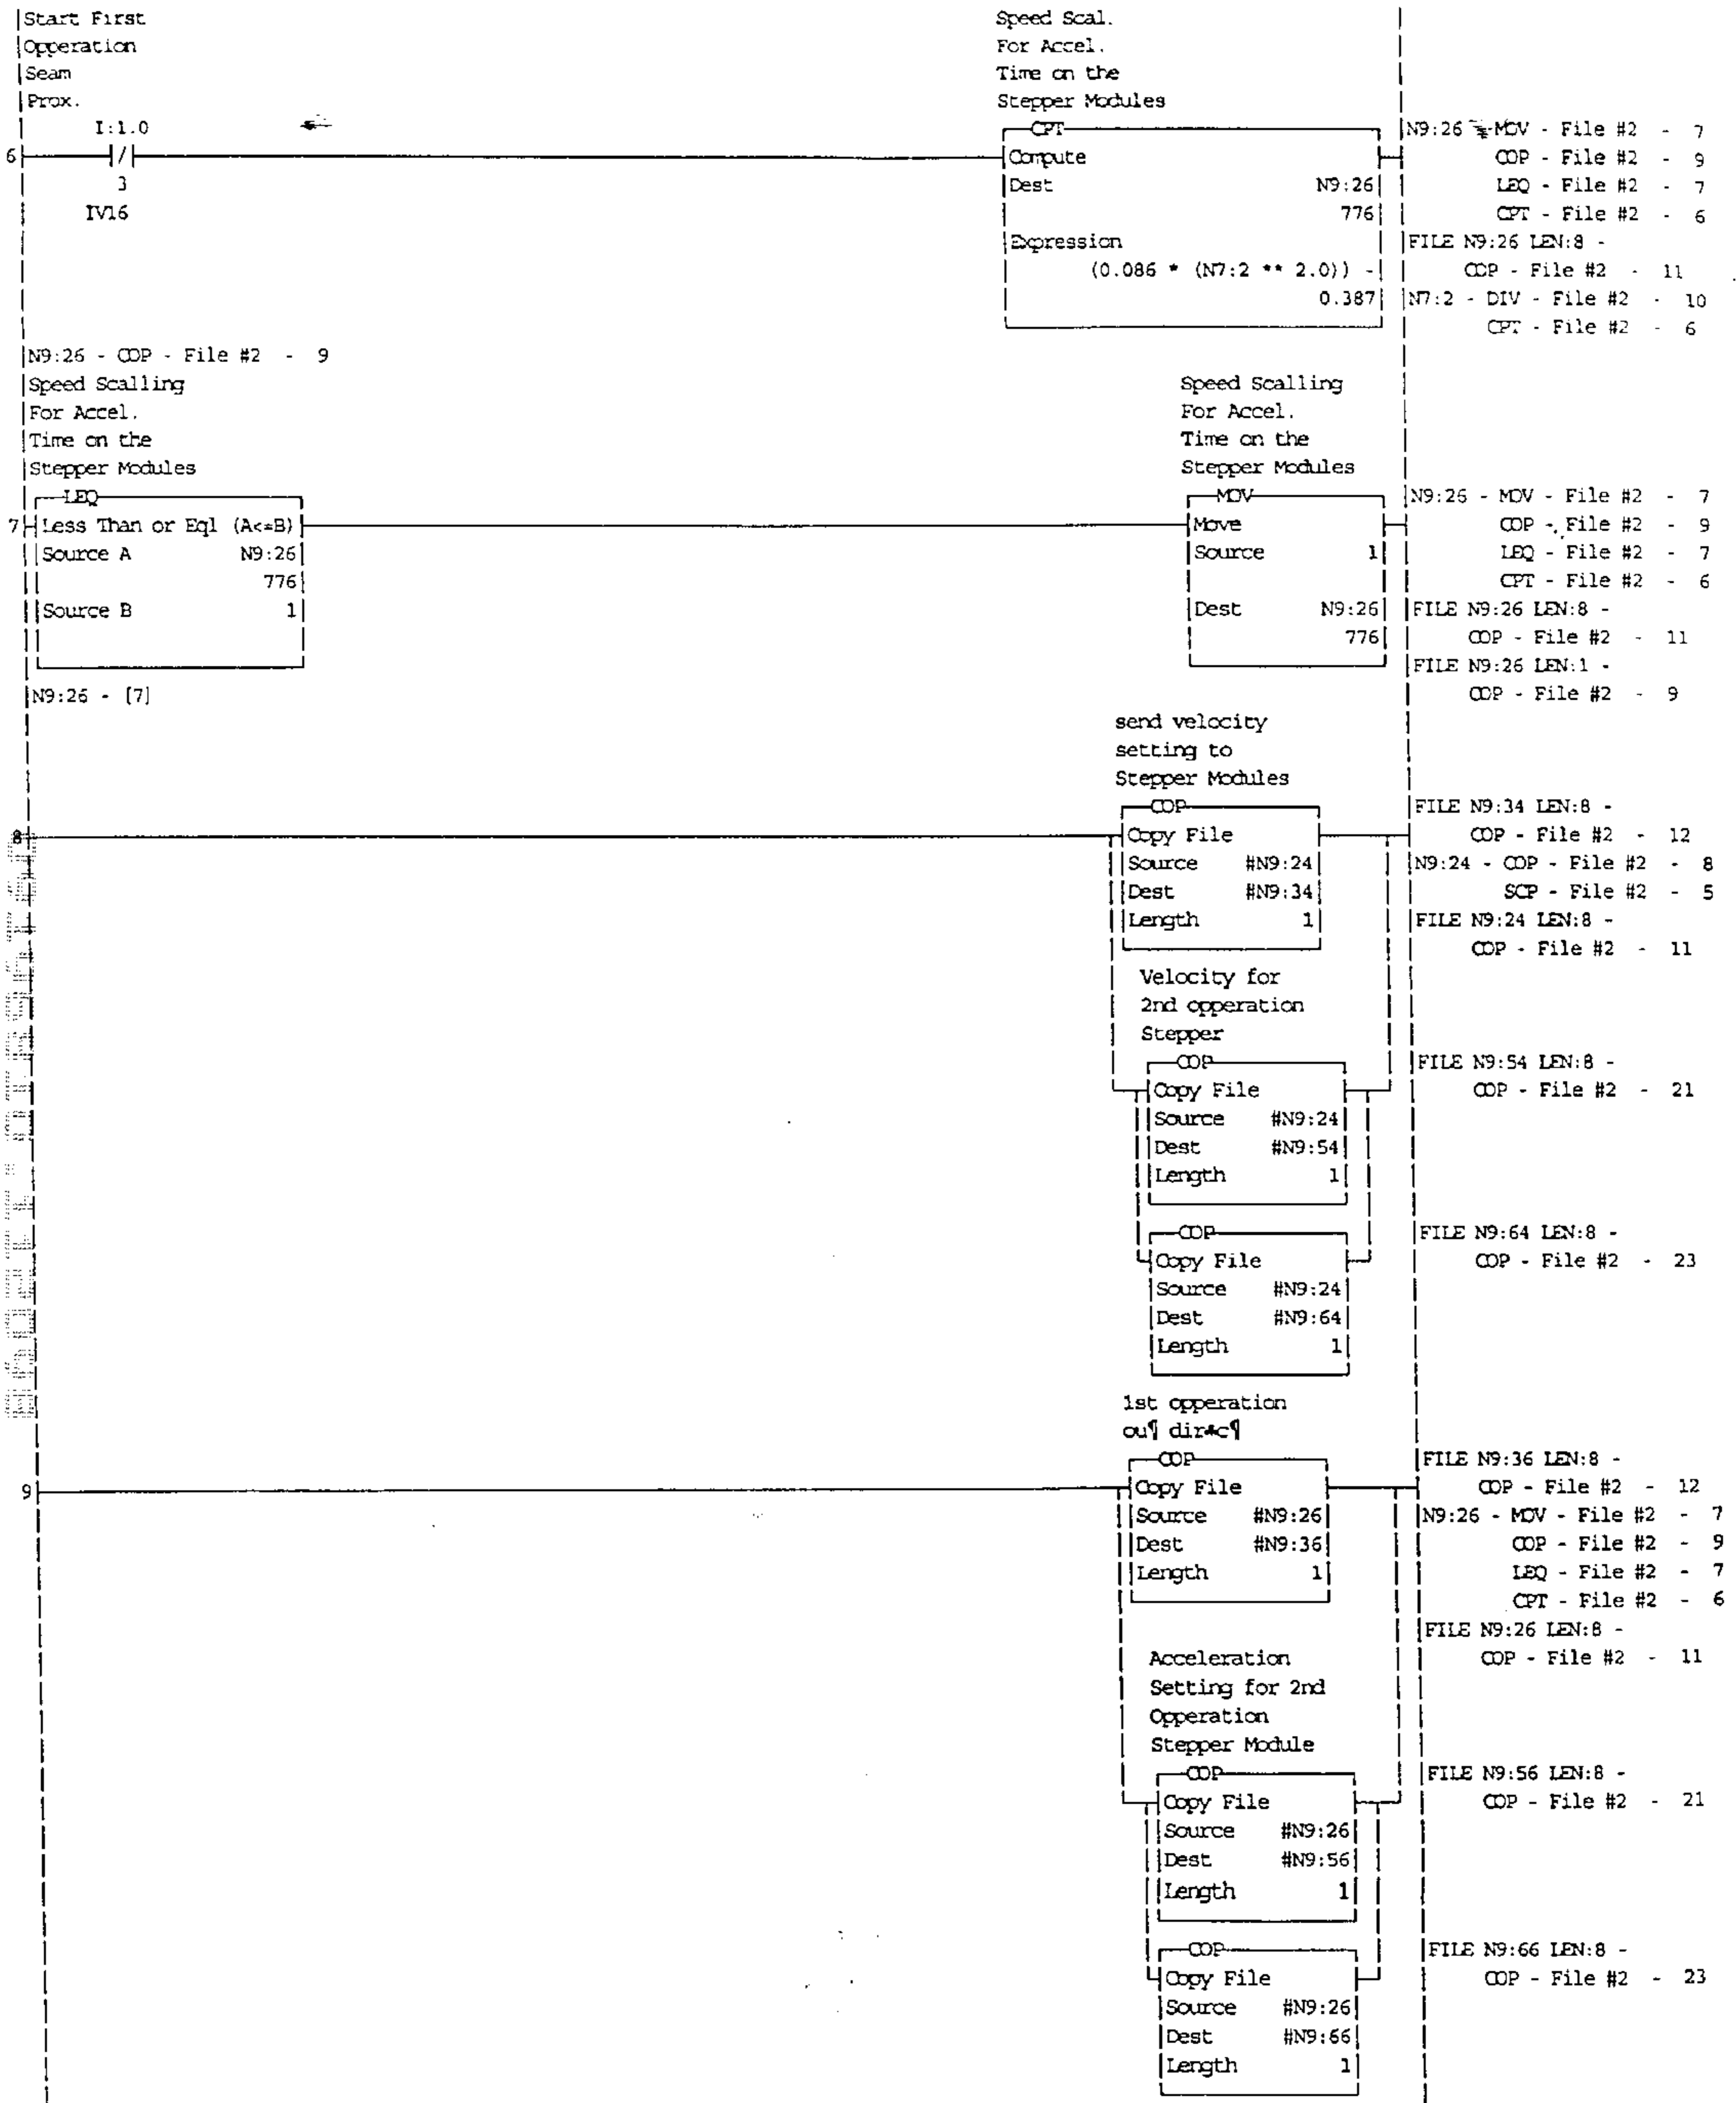 Start First
Opperation
Seam
Prox.
I:1.0
6
3
IV16
Speed Scal.
For Accel.
Time on the
Stepper Modules
CPT
Compute
Dest N9:26
776
Expression
(0.086 * (N7:2 ** 2.0)) -
0.387
N9:26 - MOV - File #2 - 7
COP - File #2 - 9
LEQ - File #2 - 7
CPT - File #2 - 6
FILE N9:26 LEN:8 -
COP - File #2 - 11
N7:2 - DIV - File #2 - 10
CPT - File #2 - 6
N9:26 - COP - File #2 - 9
Speed Scalling
For Accel.
Time on the
Stepper Modules
LEQ
7
Less Than or Eql (A<=B)
Source A N9:26
776
Source B 1
N9:26 - [7]
Speed Scalling
For Accel.
Time on the
Stepper Modules
MOV
Move
Source 1
Dest N9:26
776
N9:26 - MOV - File #2 - 7
COP - File #2 - 9
LEQ - File #2 - 7
CPT - File #2 - 6
FILE N9:26 LEN:8 -
COP - File #2 - 11
FILE N9:26 LEN:1 -
COP - File #2 - 9
send velocity
setting to
Stepper Modules
8
COP
Copy File
Source #N9:24
Dest #N9:34
Length 1
FILE N9:34 LEN:8 -
COP - File #2 - 12
N9:24 - COP - File #2 - 8
SCP - File #2 - 5
FILE N9:24 LEN:8 -
COP - File #2 - 11
Velocity for
2nd opperation
Stepper
COP
Copy File
Source #N9:24
Dest #N9:54
Length 1
FILE N9:54 LEN:8 -
COP - File #2 - 21
COP
Copy File
Source #N9:24
Dest #N9:64
Length 1
FILE N9:64 LEN:8 -
COP - File #2 - 23
1st opperation
9
COP
Copy File
Source #N9:26
Dest #N9:36
Length 1
FILE N9:36 LEN:8 -
COP - File #2 - 12
N9:26 - MOV - File #2 - 7
COP - File #2 - 9
LEQ - File #2 - 7
CPT - File #2 - 6
FILE N9:26 LEN:8 -
COP - File #2 - 11
Acceleration
Setting for 2nd
Opperation
Stepper Module
COP
Copy File
Source #N9:26
Dest #N9:56
Length 1
FILE N9:56 LEN:8 -
COP - File #2 - 21
COP
Copy File
Source #N9:26
Dest #N9:66
Length 1
FILE N9:66 LEN:8 -
COP - File #2 - 23